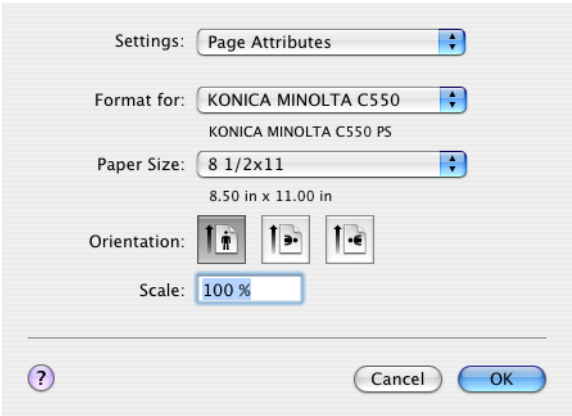 Settings: Page Attributes
Format for: KONICA MINOLTA C550
KONICA MINOLTA C550 PS
Paper Size: 8 1/2x11
8.50 in x 11.00 in
Orientation:
Scale: 100 %
? Cancel OK